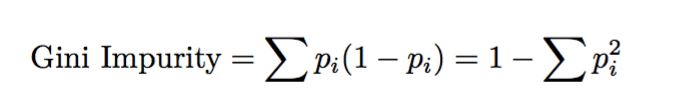 Gini Impurity = ∑ pᵢ(1 − pᵢ) = 1 − ∑ pᵢ²